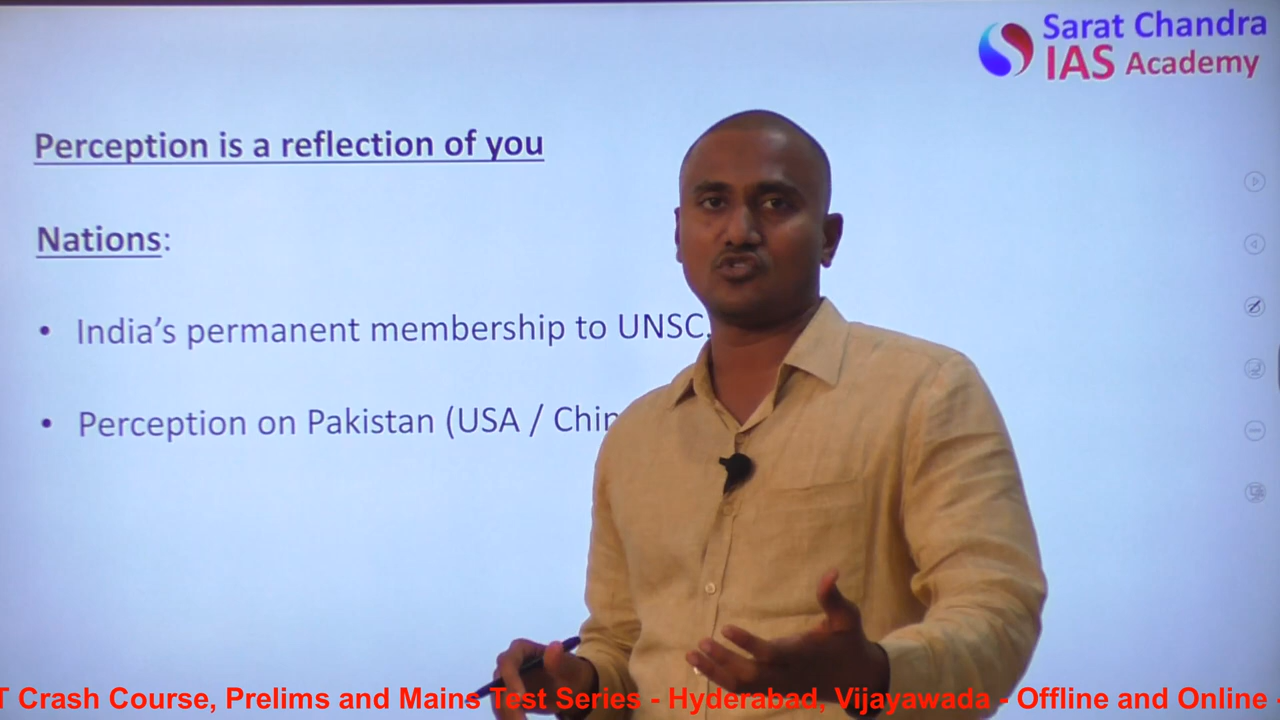 Sarat Chandra
IAS Academy
Perception is a reflection of you
Nations:
• India's permanent membership to UNSC.
• Perception on Pakistan (USA /
Crash Course, Prelims and Mains Test Series - Hyderabad, Vijayawada - Offline and Online